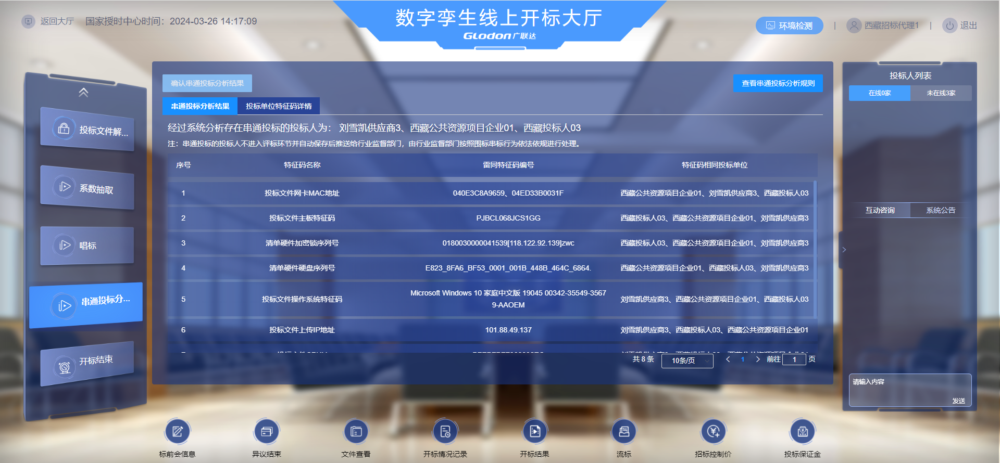 返回大厅
国家授时中心时间：2024-03-26 14:17:09
数字孪生线上开标大厅
GLodon广联达
环境检测
西藏招标代理1
退出
投标文件解...
系数抽取
唱标
串通投标分...
开标结束
确认串通投标分析结果
查看串通投标分析规则
串通投标分析结果
投标单位特征码详情
经过系统分析存在串通投标的投标人为： 刘雪凯供应商3、西藏公共资源项目企业01、西藏投标人03
注：串通投标的投标人不进入评标环节并自动保存后推送给行业监督部门，由行业监督部门按照围标串标行为依法依规进行处理。
序号 特征码名称 雷同特征码编号 特征码相同投标单位
1 投标文件网卡MAC地址 040E3C8A9659、04ED33B0031F 西藏公共资源项目企业01、刘雪凯供应商3、西藏投标人03
2 投标文件主板特征码 PJBCL068JCS1GG 西藏投标人03、西藏公共资源项目企业01、刘雪凯供应商3
3 清单硬件加密锁序列号 0180030000041539[118.122.92.139]zwc 西藏投标人03、西藏公共资源项目企业01、刘雪凯供应商3
4 清单硬件硬盘序列号 E823_8FA6_BF53_0001_001B_448B_464C_6864. 西藏公共资源项目企业01、西藏投标人03、刘雪凯供应商3
5 投标文件操作系统特征码 Microsoft Windows 10 家庭中文版 19045 00342-35549-3567
9-AAOEM 刘雪凯供应商3、西藏公共资源项目企业01、西藏投标人03
6 投标文件上传IP地址 101.88.49.137 刘雪凯供应商3、西藏投标人03、西藏公共资源项目企业01
共 8 条
10条/页
1
前往 1 页
投标人列表
在线0家
未在线3家
互动咨询
系统公告
请输入内容
发送
标前会信息
异议结束
文件查看
开标情况记录
开标结果
流标
招标控制价
投标保证金